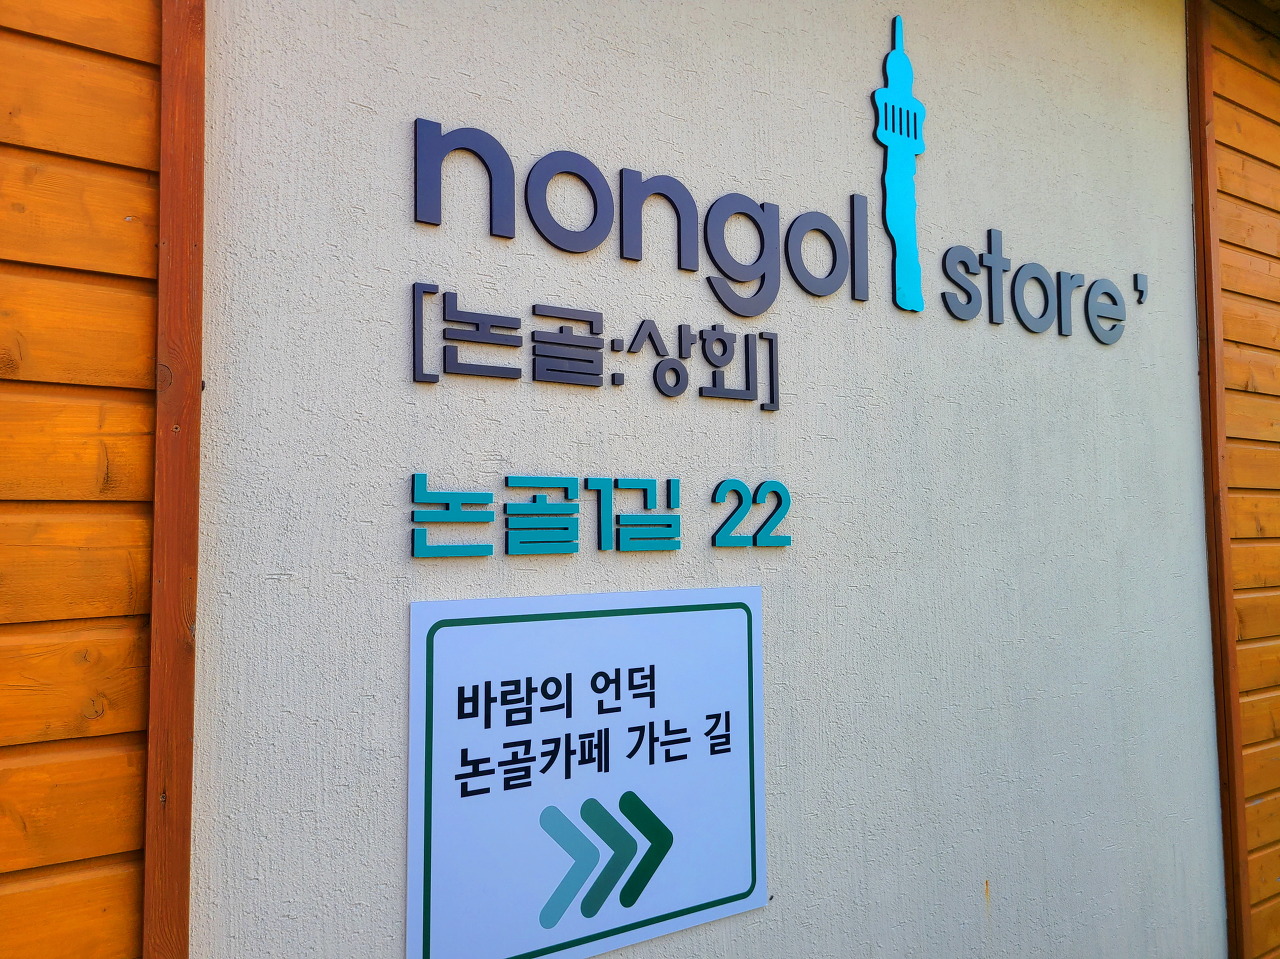 nongol store’
[논골:상회]
논골1길 22
바람의 언덕
논골카페 가는 길